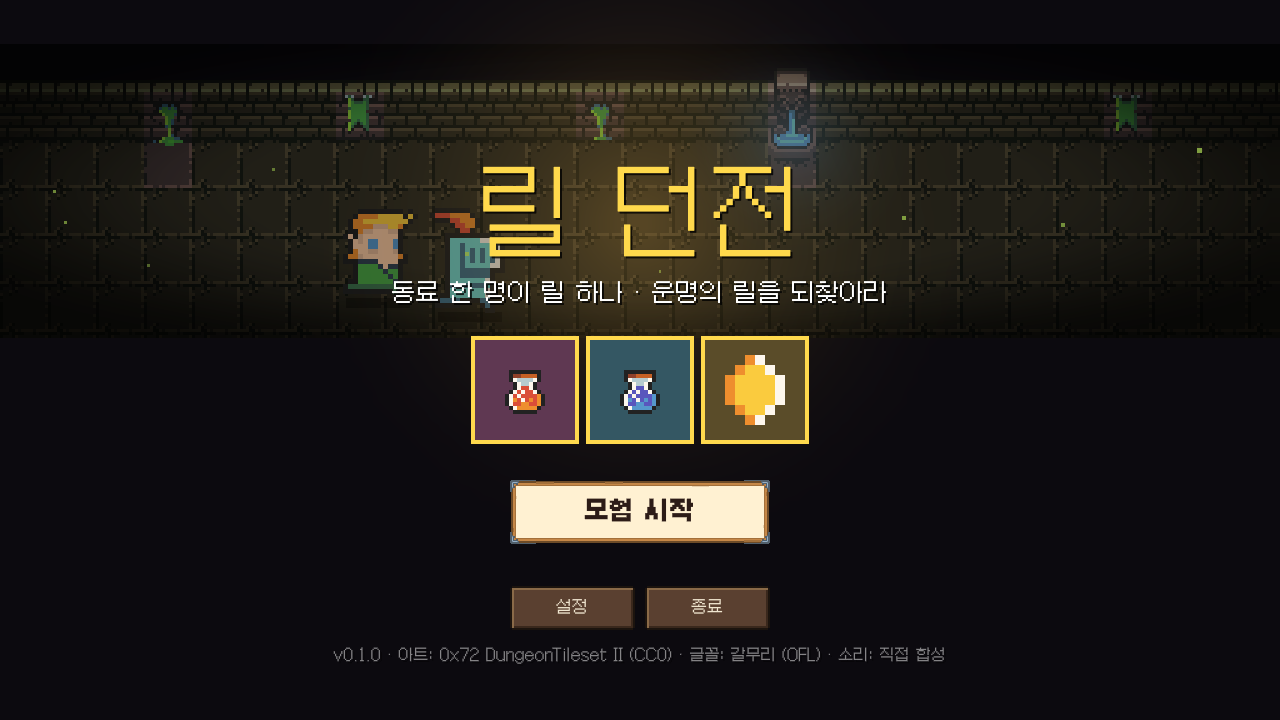 릴 던전
동료 한 명이 릴 하나 · 운명의 릴을 되찾아라
모험 시작
설정
종료
v0.1.0 · 아트: 0x72 DungeonTileset II (CC0) · 글꼴: 갈무리 (OFL) · 소리: 직접 합성